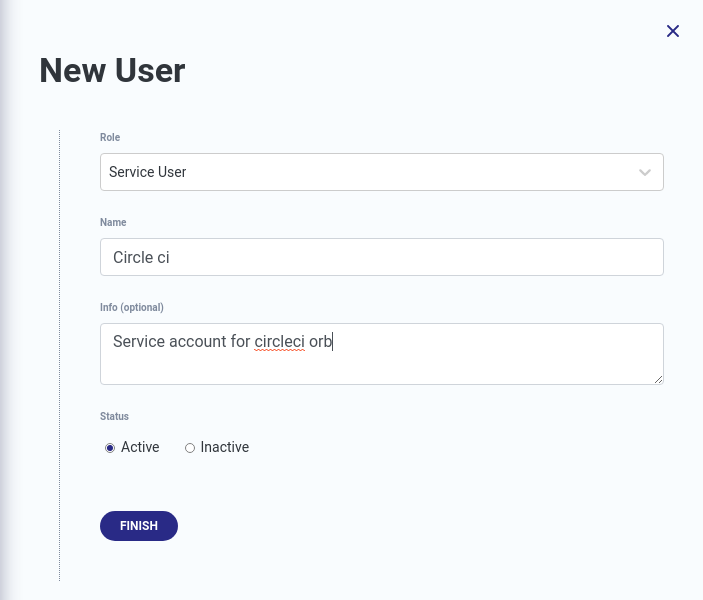 New User
Role
Service User
Name
Circle ci
Info (optional)
Service account for circleci orb
Status
Active Inactive
FINISH